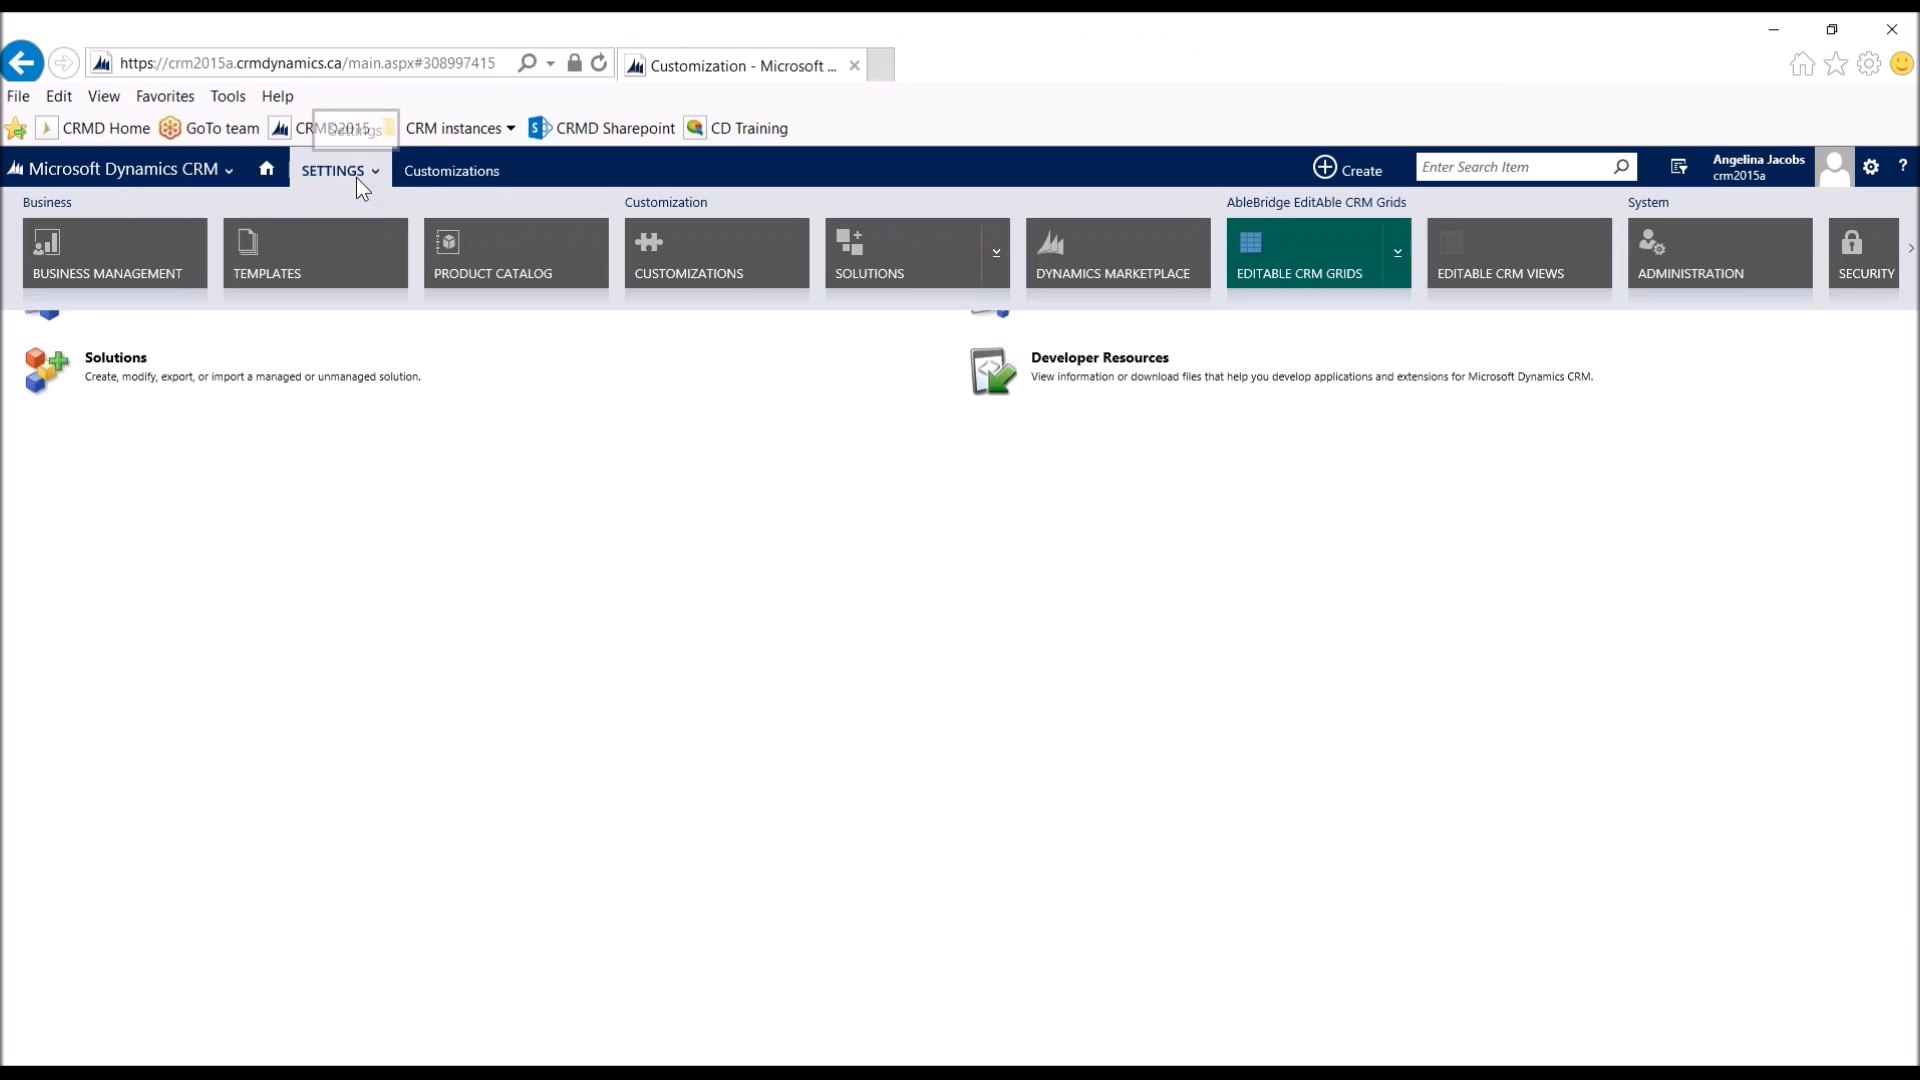 https://crm2015a.crmdynamics.ca/main.aspx#308997415
Customization - Microsoft ...
File Edit View Favorites Tools Help
CRMD Home GoTo team CRMD2015 CRM instances CRMD Sharepoint CD Training
Settings
Microsoft Dynamics CRM SETTINGS Customizations Create Enter Search Item Angelina Jacobs ?
crm2015a
Business Customization AbleBridge EditAble CRM Grids System
BUSINESS MANAGEMENT TEMPLATES PRODUCT CATALOG CUSTOMIZATIONS SOLUTIONS DYNAMICS MARKETPLACE EDITABLE CRM GRIDS EDITABLE CRM VIEWS ADMINISTRATION SECURITY
Solutions
Create, modify, export, or import a managed or unmanaged solution.
Developer Resources
View information or download files that help you develop applications and extensions for Microsoft Dynamics CRM.